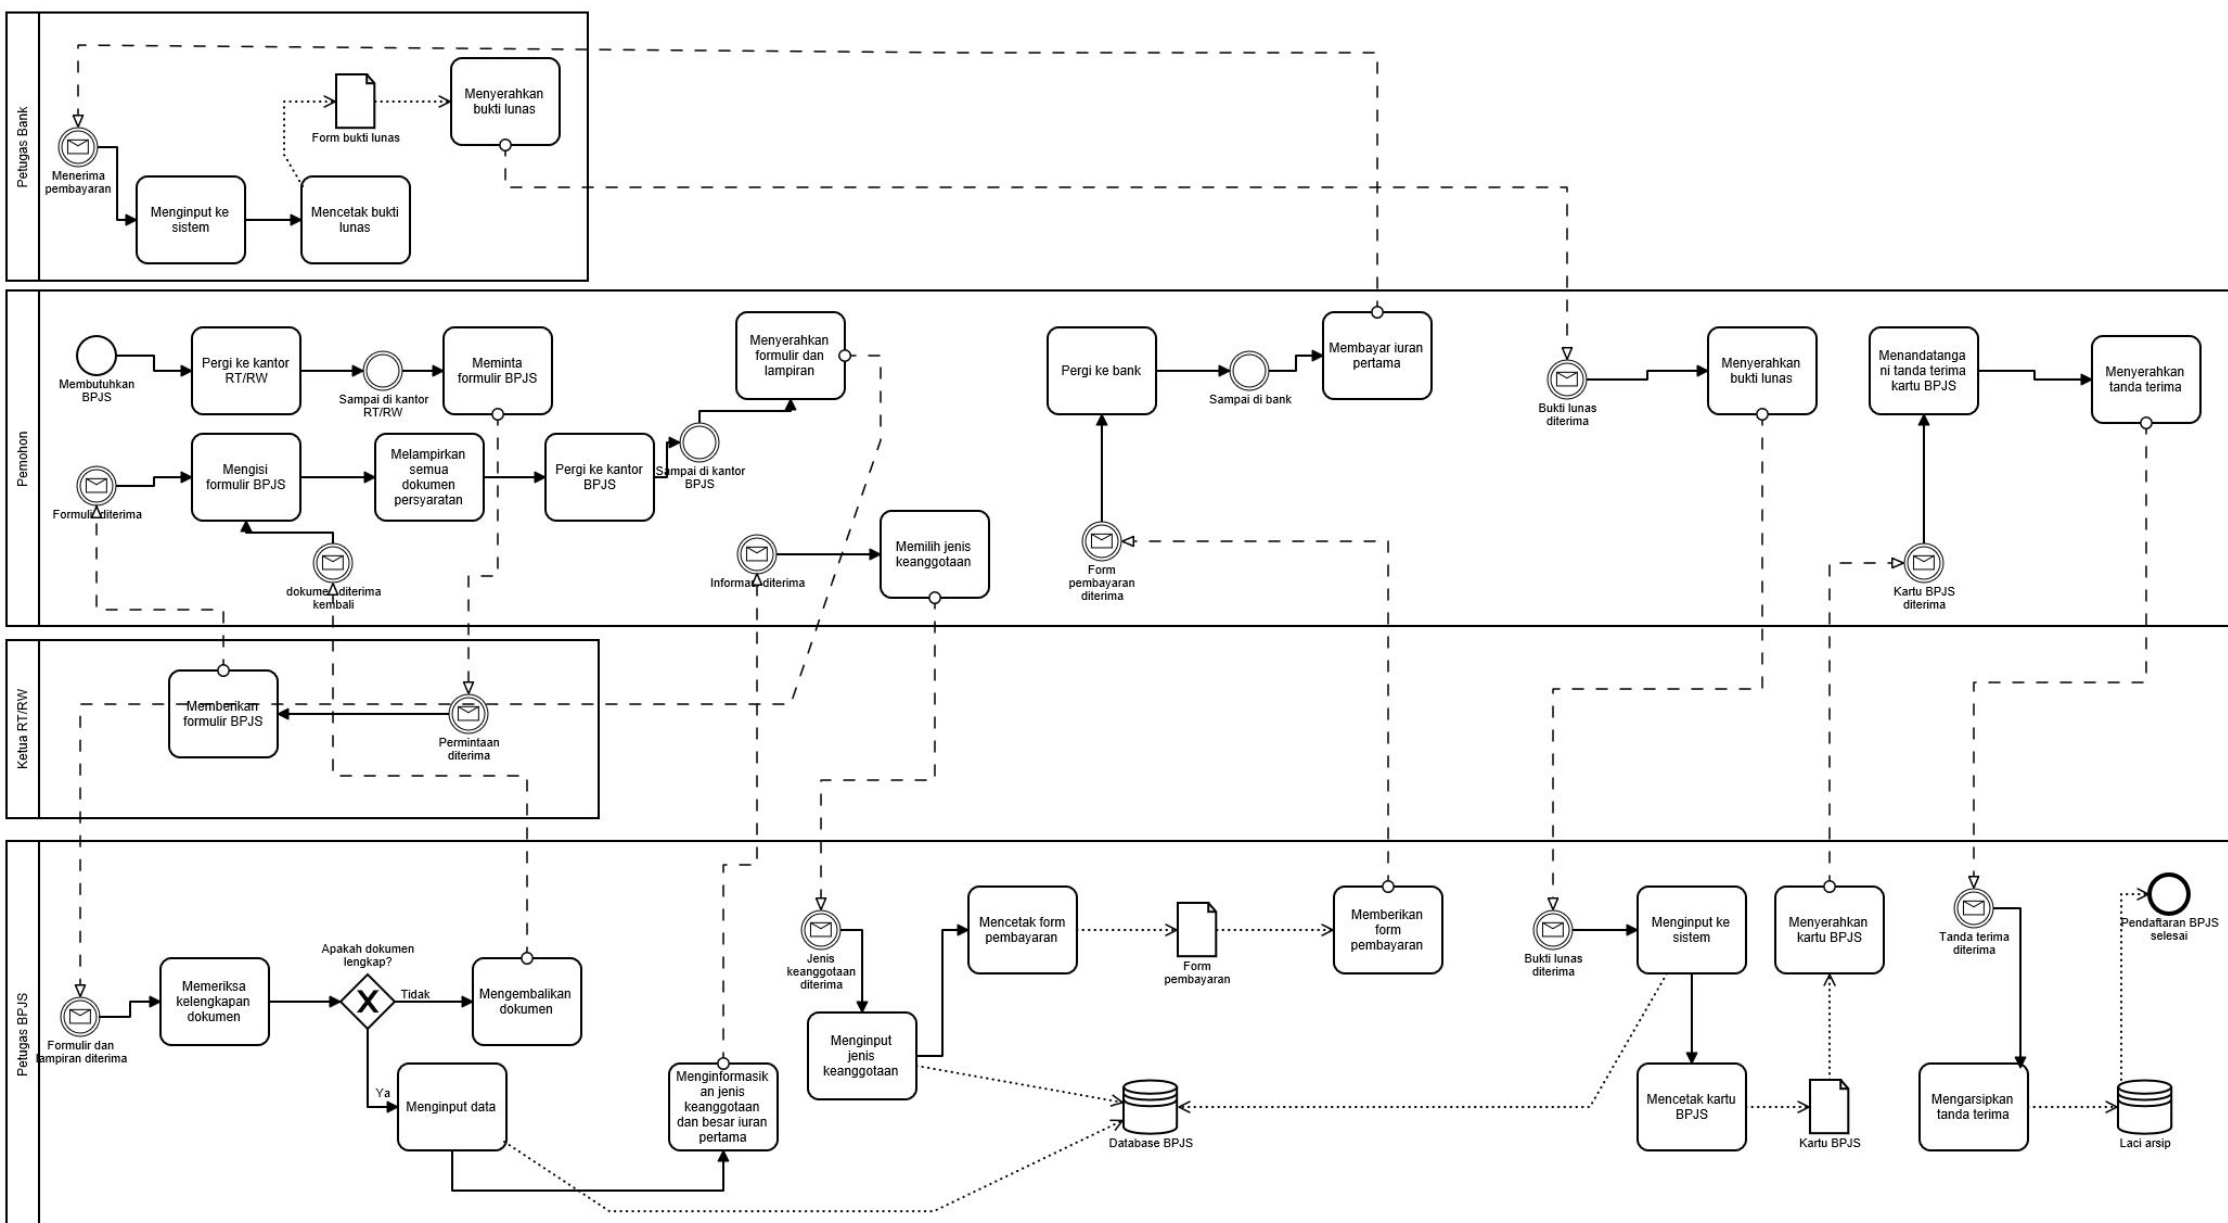 Petugas Bank
Menerima
pembayaran
Menginput ke
sistem
Mencetak bukti
lunas
Form bukti lunas
Menyerahkan
bukti lunas
Pemohon
Membutuhkan
BPJS
Pergi ke kantor
RT/RW
Sampai di kantor
RT/RW
Meminta
formulir BPJS
Menyerahkan
formulir dan
lampiran
Pergi ke bank
Sampai di bank
Membayar iuran
pertama
Bukti lunas
diterima
Menyerahkan
bukti lunas
Menandatanga
ni tanda terima
kartu BPJS
Menyerahkan
tanda terima
Formulir diterima
Mengisi
formulir BPJS
Melampirkan
semua
dokumen
persyaratan
Pergi ke kantor
BPJS
Sampai di kantor
BPJS
dokumen diterima
kembali
Informasi diterima
Memilih jenis
keanggotaan
Form
pembayaran
diterima
Kartu BPJS
diterima
Ketua RT/RW
Memberikan
formulir BPJS
Permintaan
diterima
Petugas BPJS
Formulir dan
lampiran diterima
Memeriksa
kelengkapan
dokumen
Apakah dokumen
lengkap?
Tidak
Mengembalikan
dokumen
Ya
Menginput data
Menginformasik
an jenis
keanggotaan
dan besar iuran
pertama
Jenis
keanggotaan
diterima
Menginput
jenis
keanggotaan
Mencetak form
pembayaran
Form
pembayaran
Memberikan
form
pembayaran
Database BPJS
Bukti lunas
diterima
Menginput ke
sistem
Mencetak kartu
BPJS
Kartu BPJS
Menyerahkan
kartu BPJS
Tanda terima
diterima
Mengarsipkan
tanda terima
Laci arsip
Pendaftaran BPJS
selesai